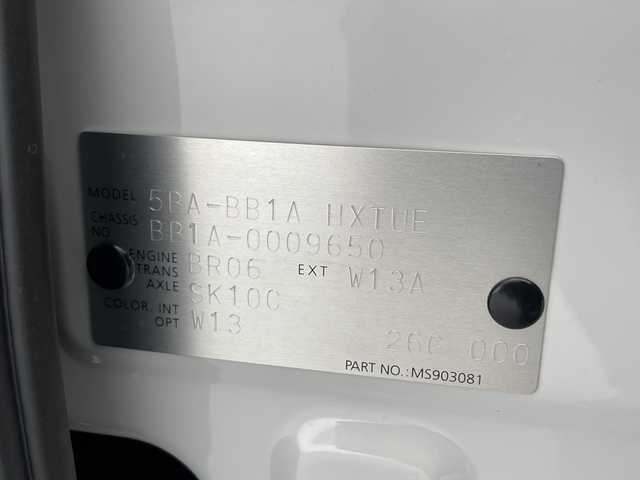 MODEL 5BA-BB1A HXTUE
CHASSIS NO BB1A-0009650
ENGINE BR06 EXT W13A
TRANS AXLE SK10C
COLOR. INT
OPT W13
000
PART NO.:MS903081